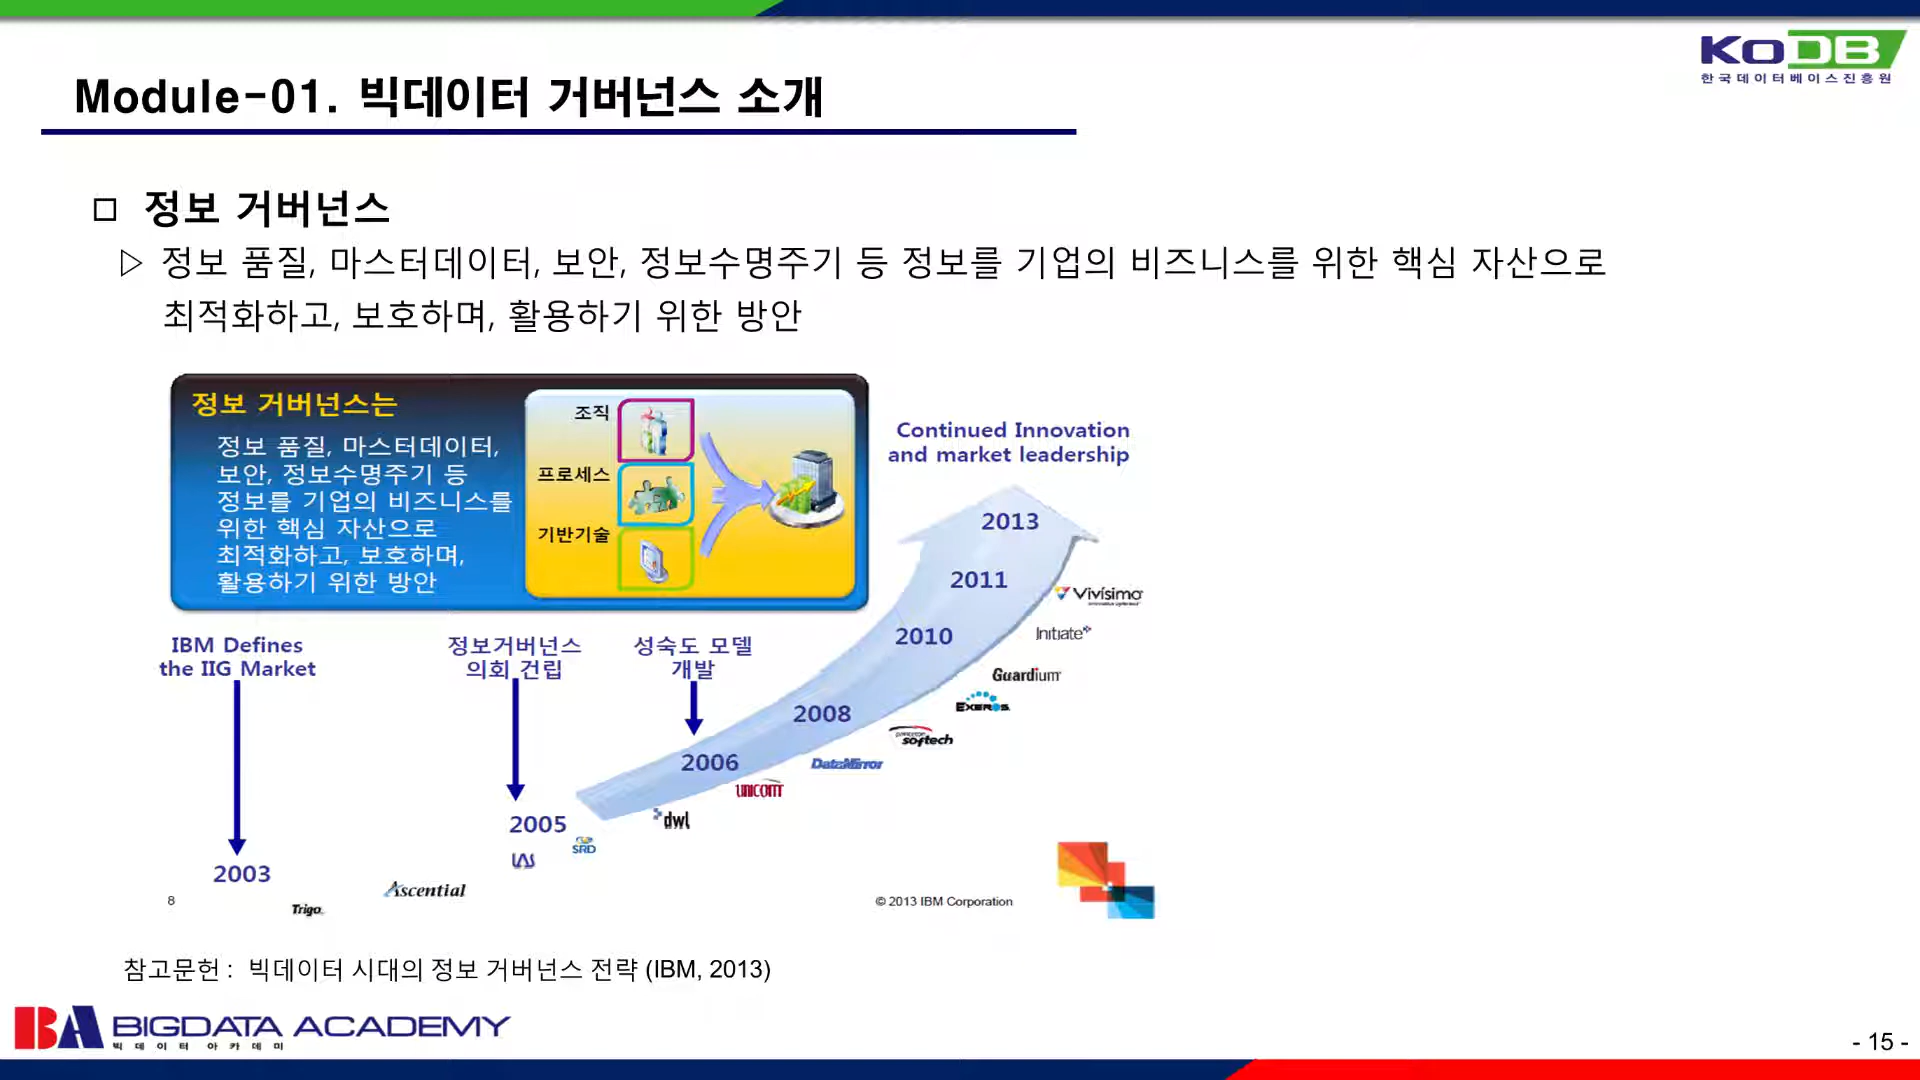 KoDB
한국데이터베이스진흥원
Module-01. 빅데이터 거버넌스 소개
□ 정보 거버넌스
▷ 정보 품질, 마스터데이터, 보안, 정보수명주기 등 정보를 기업의 비즈니스를 위한 핵심 자산으로
최적화하고, 보호하며, 활용하기 위한 방안
정보 거버넌스는
정보 품질, 마스터데이터,
보안, 정보수명주기 등
정보를 기업의 비즈니스를
위한 핵심 자산으로
최적화하고, 보호하며,
활용하기 위한 방안
조직
프로세스
기반기술
Continued Innovation
and market leadership
2013
2011
Vivísimo
2010
Initiate
Guardium
EXEROS
2008
softech
DataMirror
2006
UNICORN
dwl
IBM Defines
the IIG Market
정보거버넌스
의회 건립
성숙도 모델
개발
2005
SRD
LAS
2003
Ascential
Trigo
8
© 2013 IBM Corporation
참고문헌 : 빅데이터 시대의 정보 거버넌스 전략 (IBM, 2013)
BA BIGDATA ACADEMY
빅데이터 아카데미
- 15 -